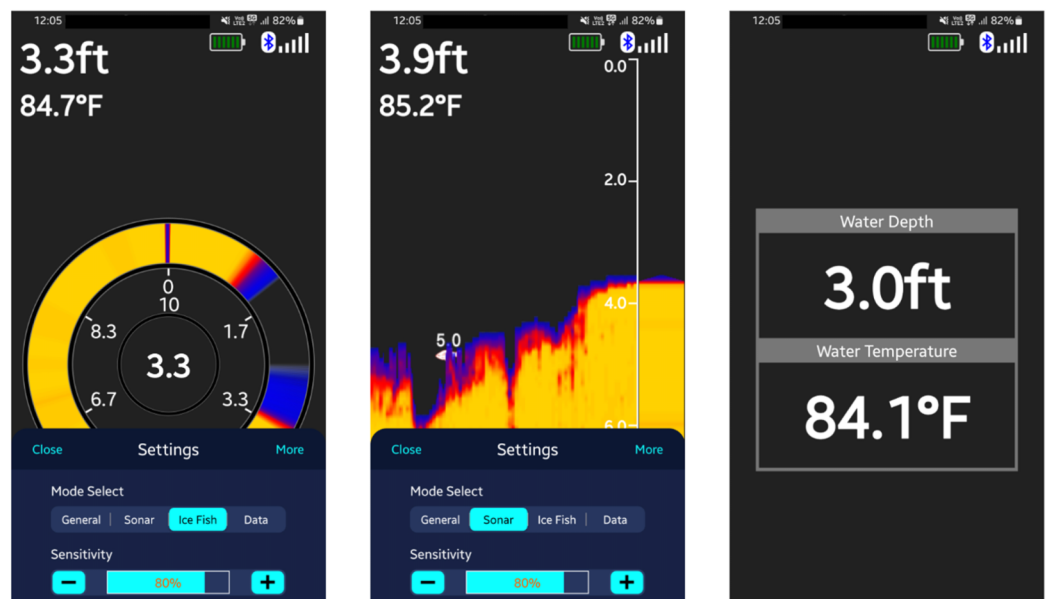 12:05
82%
3.3ft
84.7°F
0
10
8.3
1.7
3.3
6.7
3.3
Close Settings More
Mode Select
General Sonar Ice Fish Data
Sensitivity
− 80% +
12:05
82%
3.9ft
85.2°F
0.0
2.0
4.0
5.0
6.0
Close Settings More
Mode Select
General Sonar Ice Fish Data
Sensitivity
− 80% +
12:05
82%
Water Depth
3.0ft
Water Temperature
84.1°F